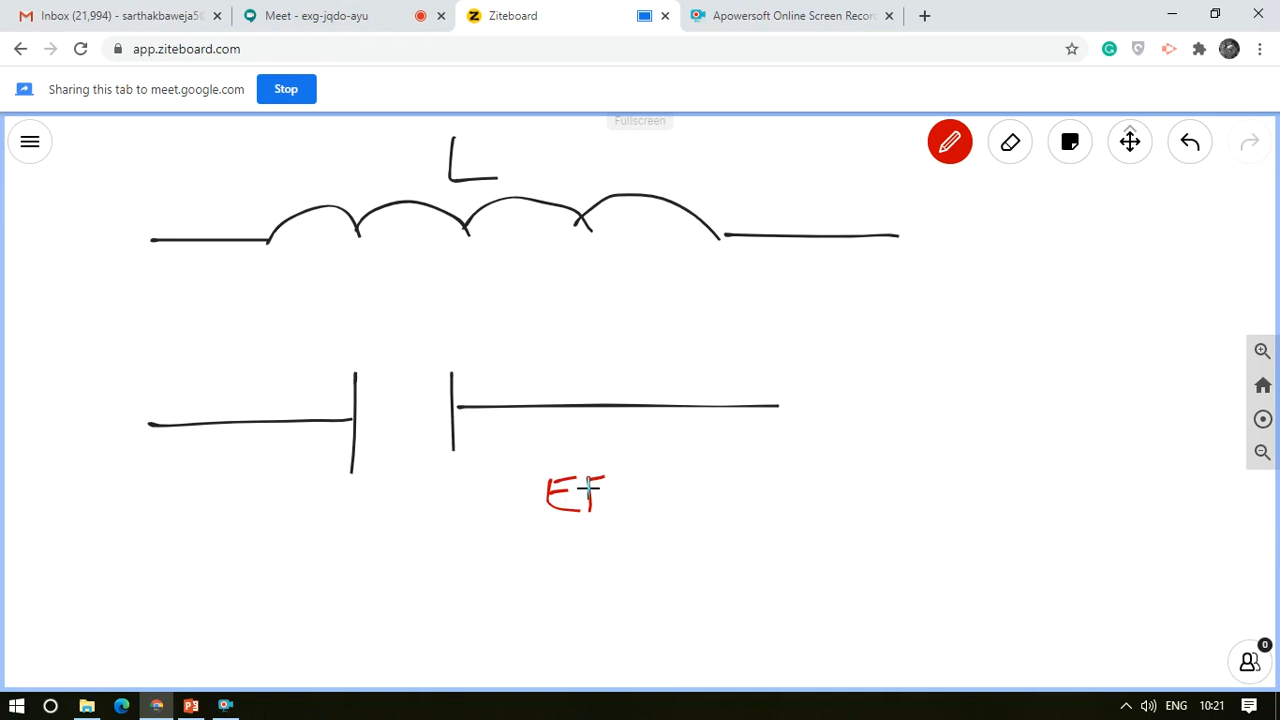 Inbox (21,994) - sarthakbaweja5
Meet - exg-jqdo-ayu
Ziteboard
Apowersoft Online Screen Recor
app.ziteboard.com
Sharing this tab to meet.google.com
Stop
Fullscreen
L
EF
0
ENG
10:21